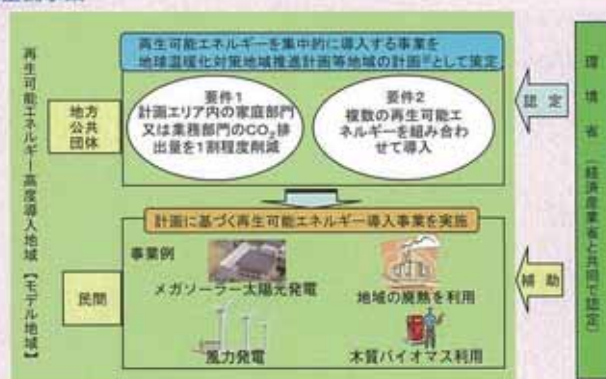 再生可能エネルギー高度導入地域【モデル地域】
再生可能エネルギーを集中的に導入する事業を
地球温暖化対策地域推進計画等地域の計画※として策定
地方
公共
団体
要件1
計画エリア内の家庭部門
又は業務部門のCO₂排
出量を1割程度削減
要件2
複数の再生可能エ
ネルギーを組み合わ
せて導入
認定
環境省（経済産業省と共同で認定）
計画に基づく再生可能エネルギー導入事業を実施
民間
事業例
メガソーラー太陽光発電
地域の廃熱を利用
風力発電
木質バイオマス利用
補助